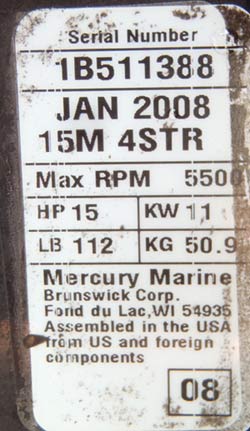 Serial Number
1B511388
JAN 2008
15M 4STR
Max RPM 5500
HP 15 KW 11
LB 112 KG 50.9
Mercury Marine
Brunswick Corp.
Fond du Lac,WI 54935
Assembled in the USA
from US and foreign
components
08